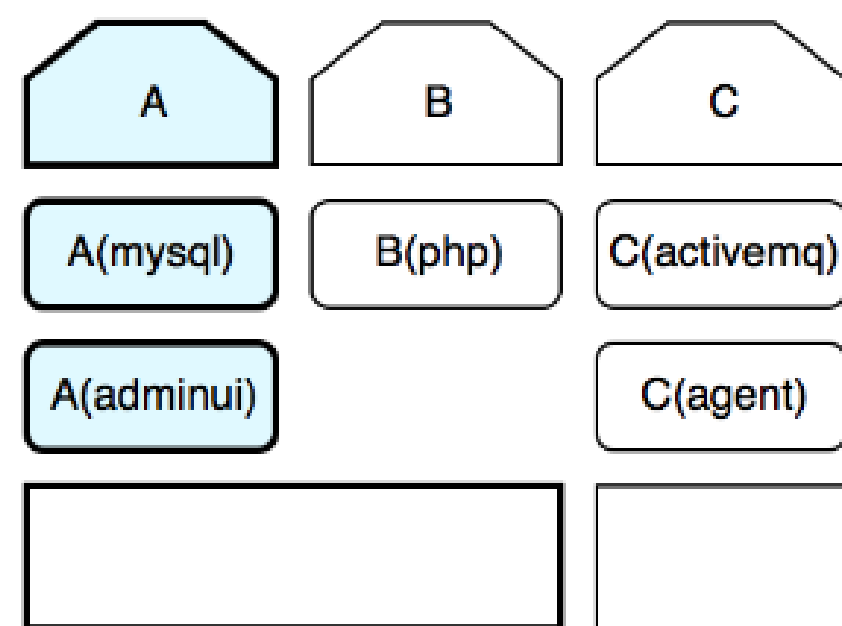 A
B
C
A(mysql)
B(php)
C(activemq)
A(adminui)
C(agent)